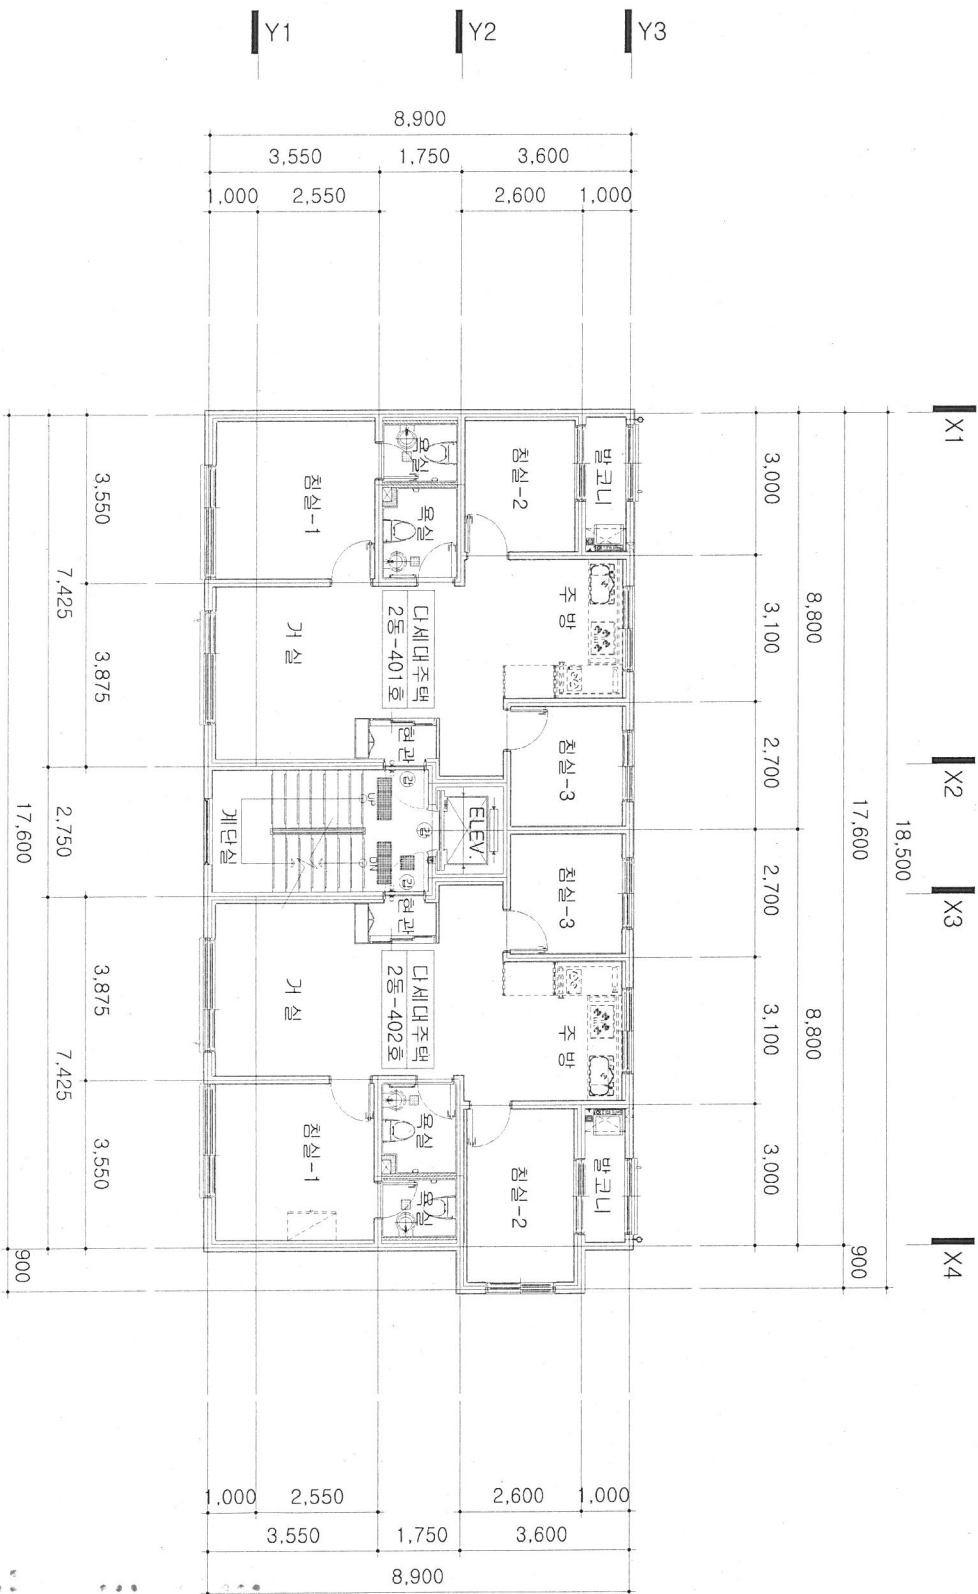 Y1
Y2
Y3
8,900
3,550
1,750
3,600
1,000
2,550
2,600
1,000
X1
X2
X3
X4
3,000
3,100
2,700
2,700
3,100
3,000
8,800
8,800
17,600
900
18,500
3,550
3,875
2,750
3,875
3,550
7,425
7,425
17,600
900
발코니
침실-2
욕실
욕실
침실-1
주방
다세대주택
2동-401호
거실
침실-3
현관
ELEV.
UP
DN
계단실
침실-3
현관
주방
다세대주택
2동-402호
거실
발코니
침실-2
욕실
욕실
침실-1
1,000
2,550
2,600
1,000
3,550
1,750
3,600
8,900